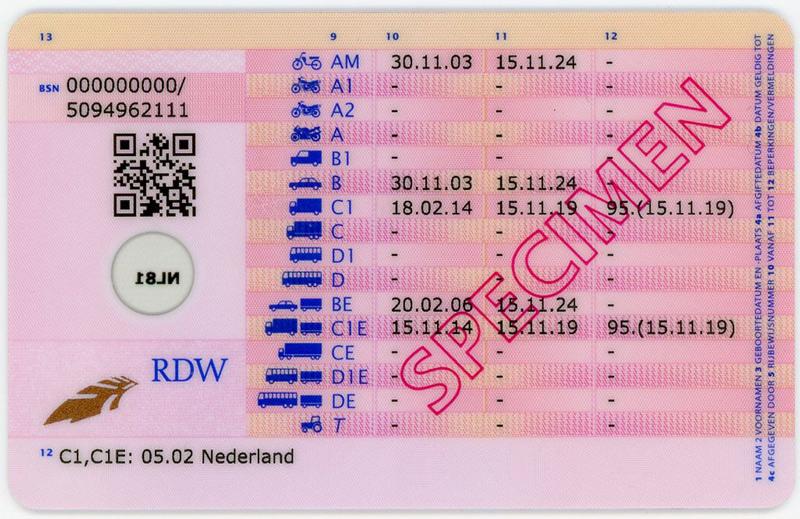 13 9 10 11 12
AM 30.11.03 15.11.24 -
BSN 000000000/
5094962111
A1 - - -
A2 - - -
A - - -
B1 - - -
B 30.11.03 15.11.24 -
C1 18.02.14 15.11.19 95.(15.11.19)
C - - -
D1 - - -
D - - -
BE 20.02.06 15.11.24 -
C1E 15.11.14 15.11.19 95.(15.11.19)
CE - - -
D1E - - -
DE - - -
T - - -
NL81
RDW
SPECIMEN
12 C1,C1E: 05.02 Nederland
1 NAAM 2 VOORNAMEN 3 GEBOORTEDATUM EN -PLAATS 4a AFGIFTEDATUM 4b DATUM GELDIG TOT
4c AFGEGEVEN DOOR 5 RIJBEWIJSNUMMER 10 VANAF 11 TOT 12 BEPERKINGEN/VERMELDINGEN